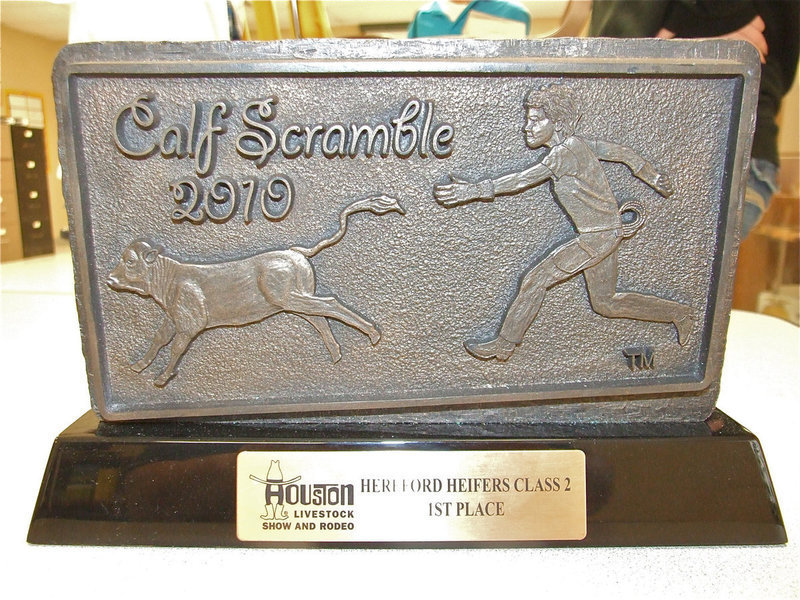 Calf Scramble
2010
TM
HOUSTON
LIVESTOCK
SHOW AND RODEO
HEREFORD HEIFERS CLASS 2
1ST PLACE